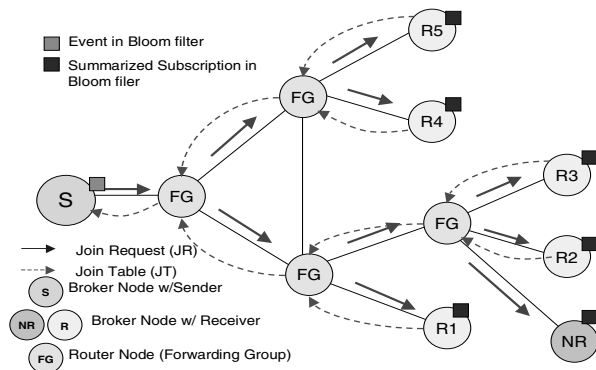 Event in Bloom filter
Summarized Subscription in
Bloom filer
R5
FG
R4
S
FG
R3
FG
R2
FG
R1
NR
Join Request (JR)
Join Table (JT)
S Broker Node w/Sender
NR R Broker Node w/ Receiver
FG Router Node (Forwarding Group)